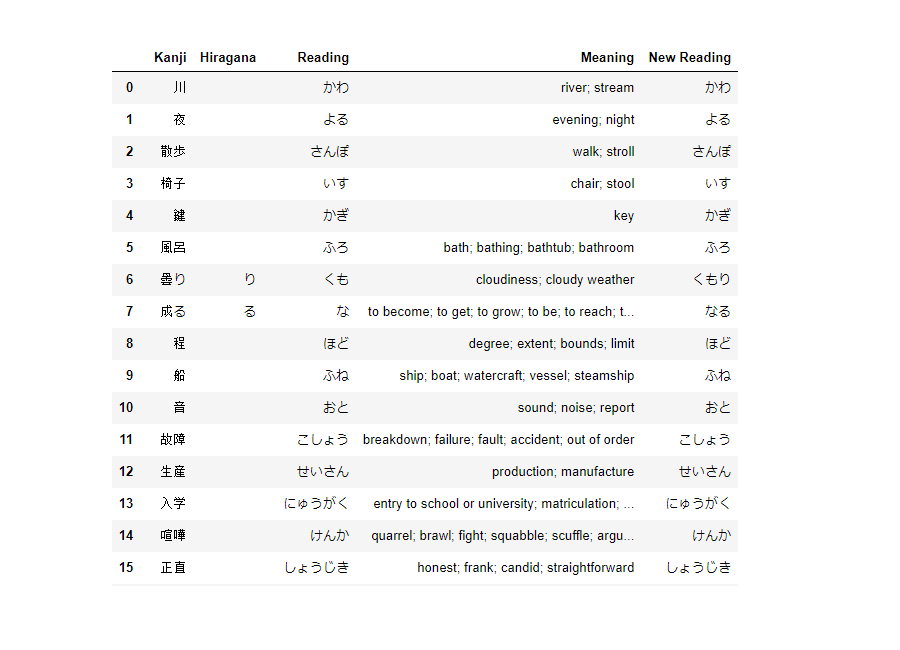 Kanji Hiragana Reading Meaning New Reading
0 川 かわ river; stream かわ
1 夜 よる evening; night よる
2 散歩 さんぽ walk; stroll さんぽ
3 椅子 いす chair; stool いす
4 鍵 かぎ key かぎ
5 風呂 ふろ bath; bathing; bathtub; bathroom ふろ
6 曇り り くも cloudiness; cloudy weather くもり
7 成る る な to become; to get; to grow; to be; to reach; t... なる
8 程 ほど degree; extent; bounds; limit ほど
9 船 ふね ship; boat; watercraft; vessel; steamship ふね
10 音 おと sound; noise; report おと
11 故障 こしょう breakdown; failure; fault; accident; out of order こしょう
12 生産 せいさん production; manufacture せいさん
13 入学 にゅうがく entry to school or university; matriculation; ... にゅうがく
14 喧嘩 けんか quarrel; brawl; fight; squabble; scuffle; argu... けんか
15 正直 しょうじき honest; frank; candid; straightforward しょうじき